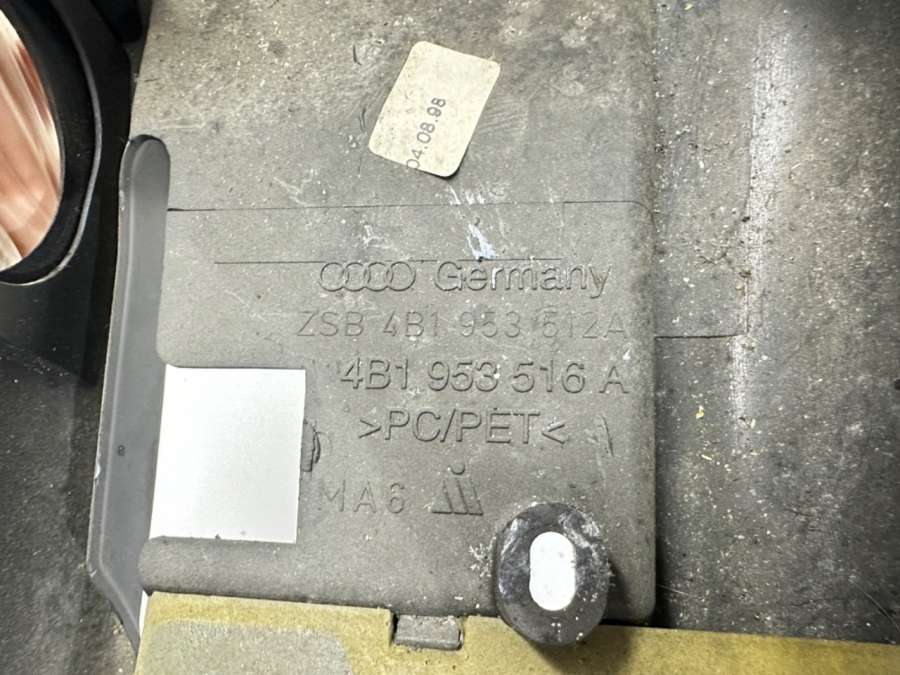 04.08.98
Germany
ZSB 4B1 953 512A
4B1 953 516 A
>PC/PET<
MA6